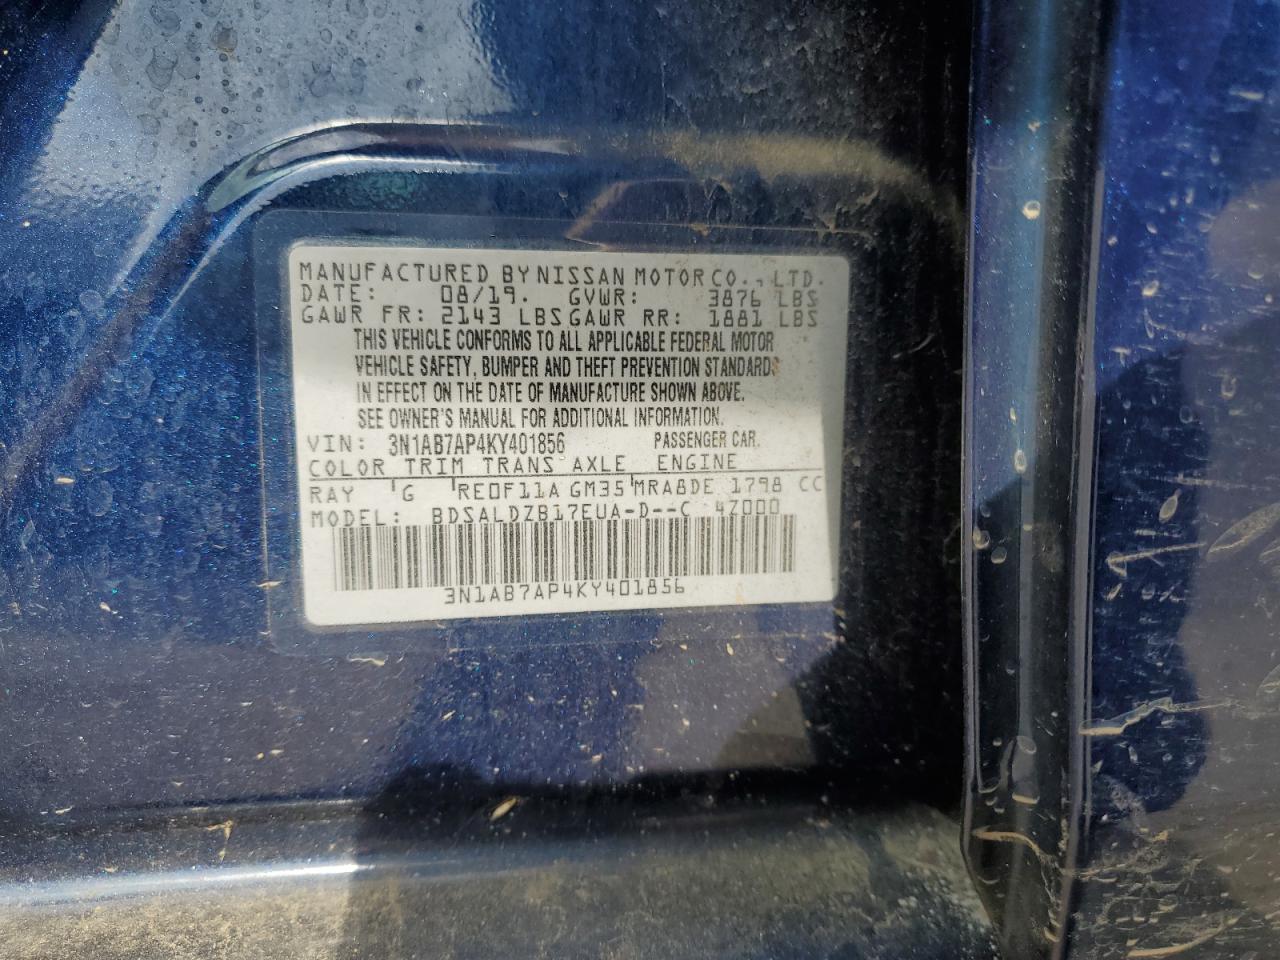 MANUFACTURED BY NISSAN MOTOR CO., LTD.
DATE: 08/19. GVWR: 3876 LBS
GAWR FR: 2143 LBS GAWR RR: 1881 LBS
THIS VEHICLE CONFORMS TO ALL APPLICABLE FEDERAL MOTOR
VEHICLE SAFETY, BUMPER AND THEFT PREVENTION STANDARDS
IN EFFECT ON THE DATE OF MANUFACTURE SHOWN ABOVE.
SEE OWNER'S MANUAL FOR ADDITIONAL INFORMATION.
VIN: 3N1AB7AP4KY401856 PASSENGER CAR.
COLOR TRIM TRANS AXLE ENGINE
RAY G RE0F11A GM35 MRA8DE 1798 CC
MODEL: BDSALDZB17EUA-D--C 4Z000
3N1AB7AP4KY401856